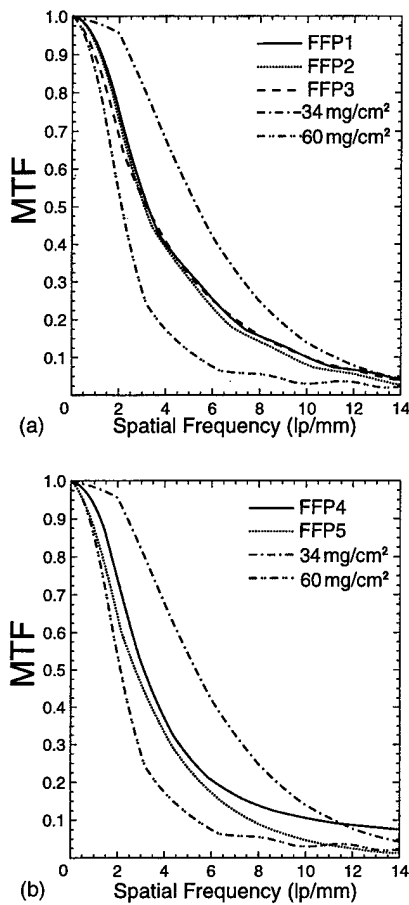 1.0
0.9
0.8
0.7
0.6
0.5
0.4
0.3
0.2
0.1
MTF
FFP1
FFP2
FFP3
34 mg/cm²
60 mg/cm²
0 2 4 6 8 10 12 14
(a) Spatial Frequency (lp/mm)
1.0
0.9
0.8
0.7
0.6
0.5
0.4
0.3
0.2
0.1
MTF
FFP4
FFP5
34 mg/cm²
60 mg/cm²
0 2 4 6 8 10 12 14
(b) Spatial Frequency (lp/mm)